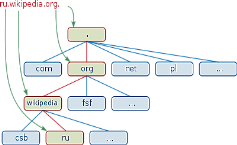 ru.wikipedia.org.
.
com org net pl ..
wikipedia fsf ..
csb ru ...